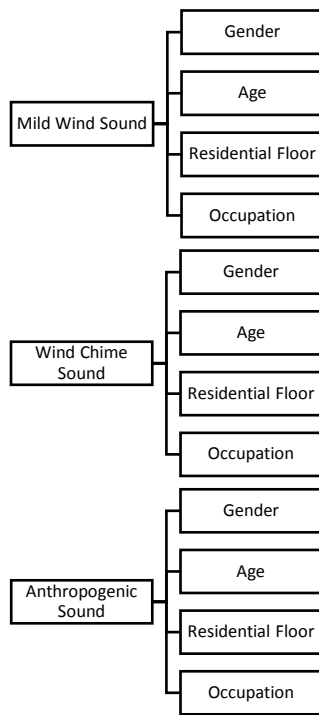 Mild Wind Sound
Gender
Age
Residential Floor
Occupation
Wind Chime
Sound
Gender
Age
Residential Floor
Occupation
Anthropogenic
Sound
Gender
Age
Residential Floor
Occupation